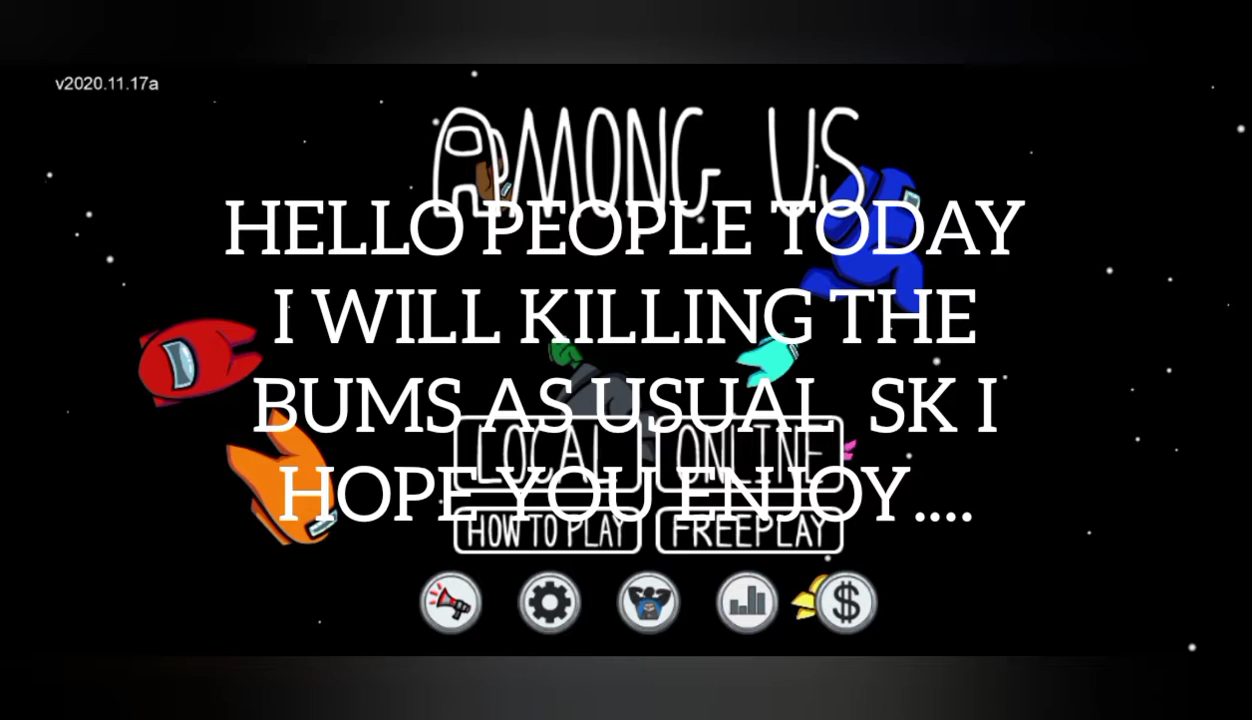 v2020.11.17a
AMONG US
HELLO PEOPLE TODAY
I WILL KILLING THE
BUMS AS USUAL SK I
HOPE YOU ENJOY....
LOCAL ONLINE
HOW TO PLAY FREEPLAY
$